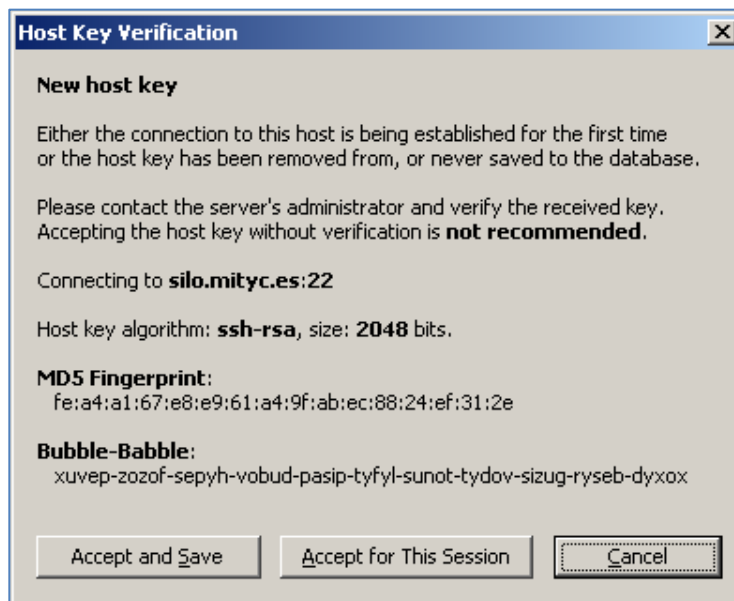 Host Key Verification
New host key
Either the connection to this host is being established for the first time
or the host key has been removed from, or never saved to the database.
Please contact the server's administrator and verify the received key.
Accepting the host key without verification is not recommended.
Connecting to silo.mityc.es:22
Host key algorithm: ssh-rsa, size: 2048 bits.
MD5 Fingerprint:
fe:a4:a1:67:e8:e9:61:a4:9f:ab:ec:88:24:ef:31:2e
Bubble-Babble:
xuvep-zozof-sepyh-vobud-pasip-tyfyl-sunot-tydov-sizug-ryseb-dyxox
Accept and Save
Accept for This Session
Cancel